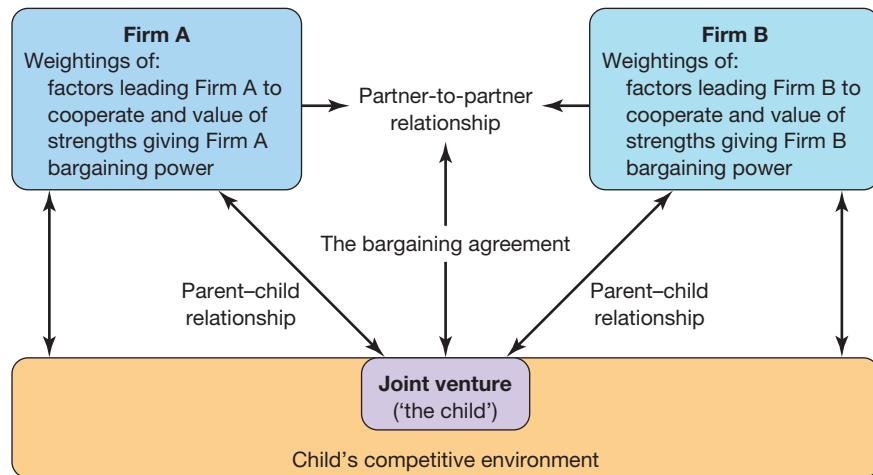 Firm A
Weightings of:
factors leading Firm A to
cooperate and value of
strengths giving Firm A
bargaining power
Partner-to-partner
relationship
Firm B
Weightings of:
factors leading Firm B to
cooperate and value of
strengths giving Firm B
bargaining power
The bargaining agreement
Parent–child
relationship
Parent–child
relationship
Joint venture
(‘the child’)
Child’s competitive environment